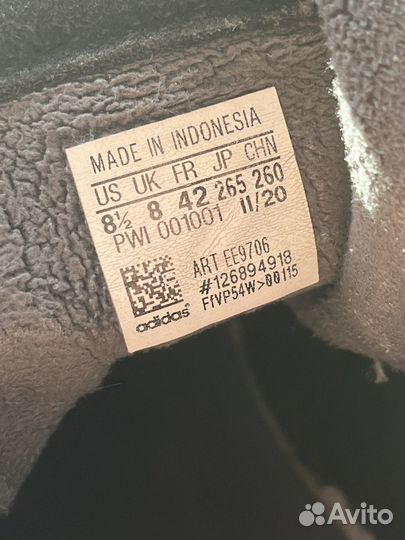 MADE IN INDONESIA
US UK FR JP CHN
8½ 8 42 265 260
PWI 001001 11/20
ART EE9706
#126894918
FfVP54W>00115
adidas
Avito